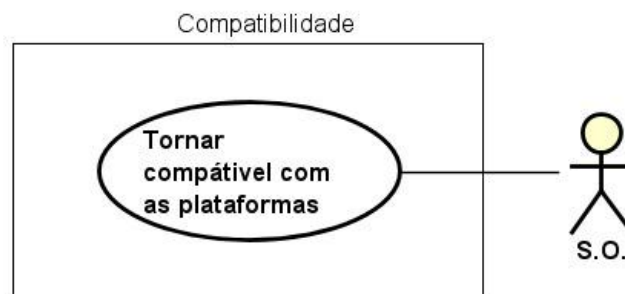 Compatibilidade
Tornar
compátivel com
as plataformas
S.O.